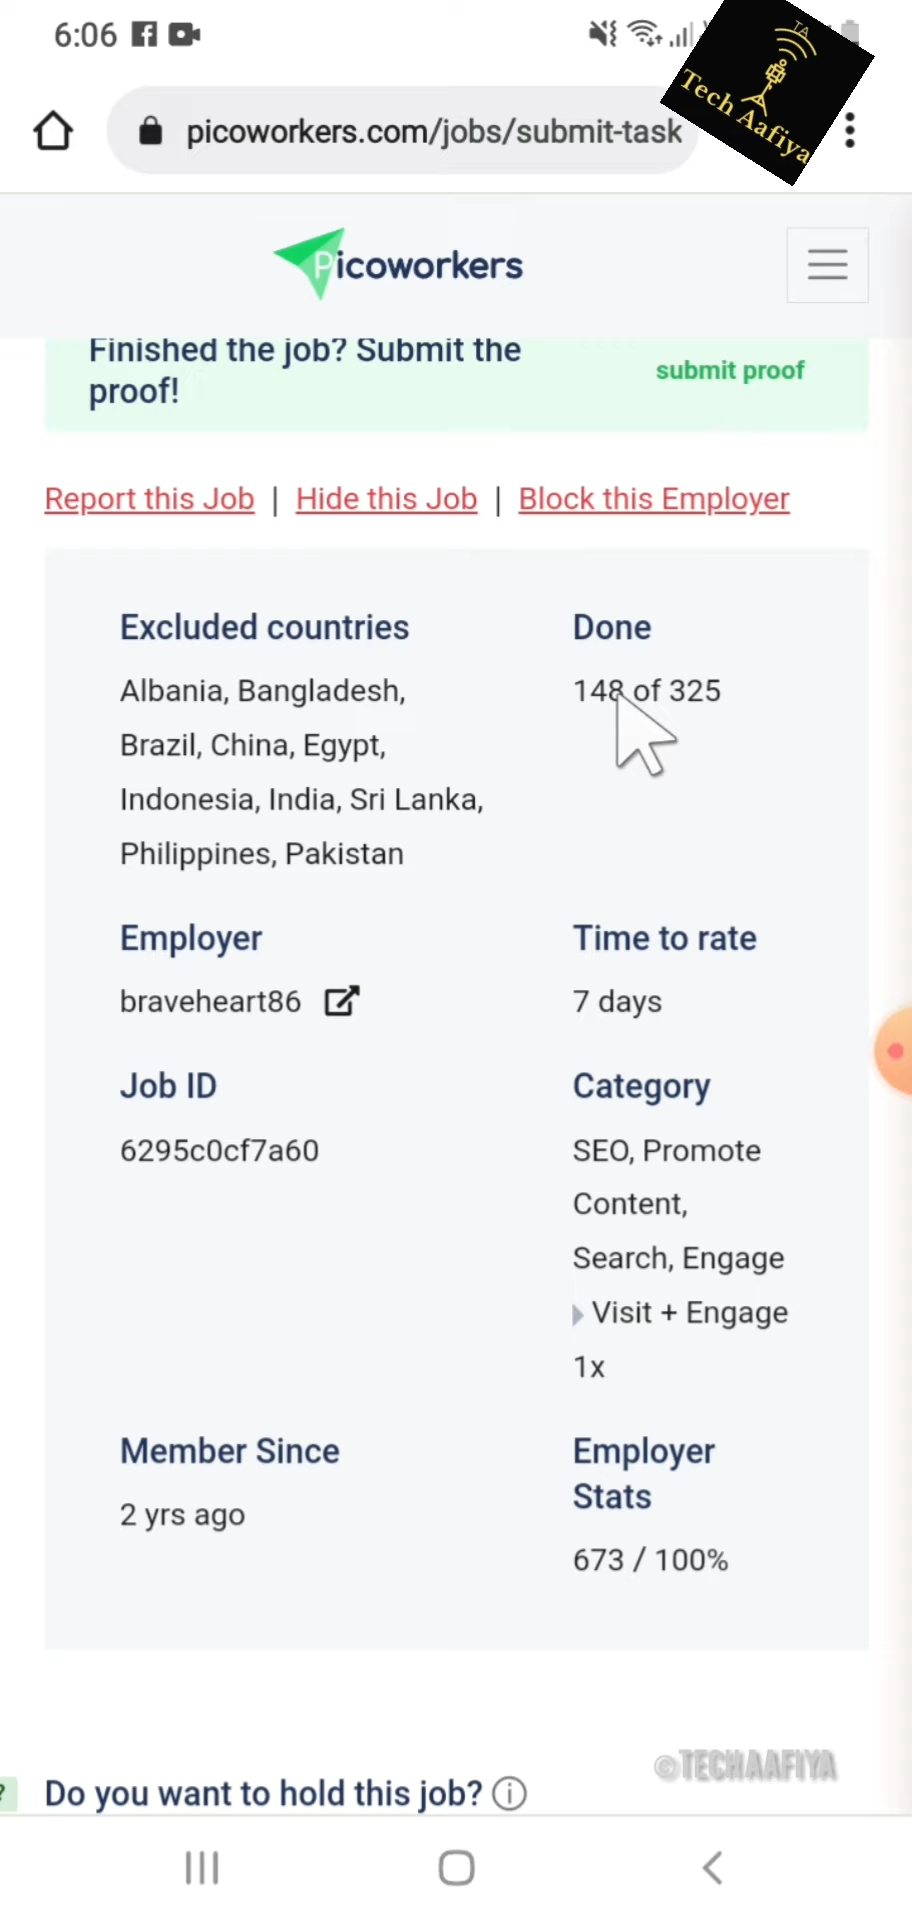 6:06
TA
Tech Aafiya
picoworkers.com/jobs/submit-task
Picoworkers
Finished the job? Submit the
proof!
submit proof
Report this Job | Hide this Job | Block this Employer
Excluded countries
Albania, Bangladesh,
Brazil, China, Egypt,
Indonesia, India, Sri Lanka,
Philippines, Pakistan
Done
148 of 325
Employer
braveheart86
Time to rate
7 days
Job ID
6295c0cf7a60
Category
SEO, Promote
Content,
Search, Engage
Visit + Engage
1x
Member Since
2 yrs ago
Employer
Stats
673 / 100%
©TECHAAFIYA
?
Do you want to hold this job? i